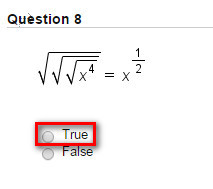 Question 8
√√√x⁴ = x^(1/2)
True
False